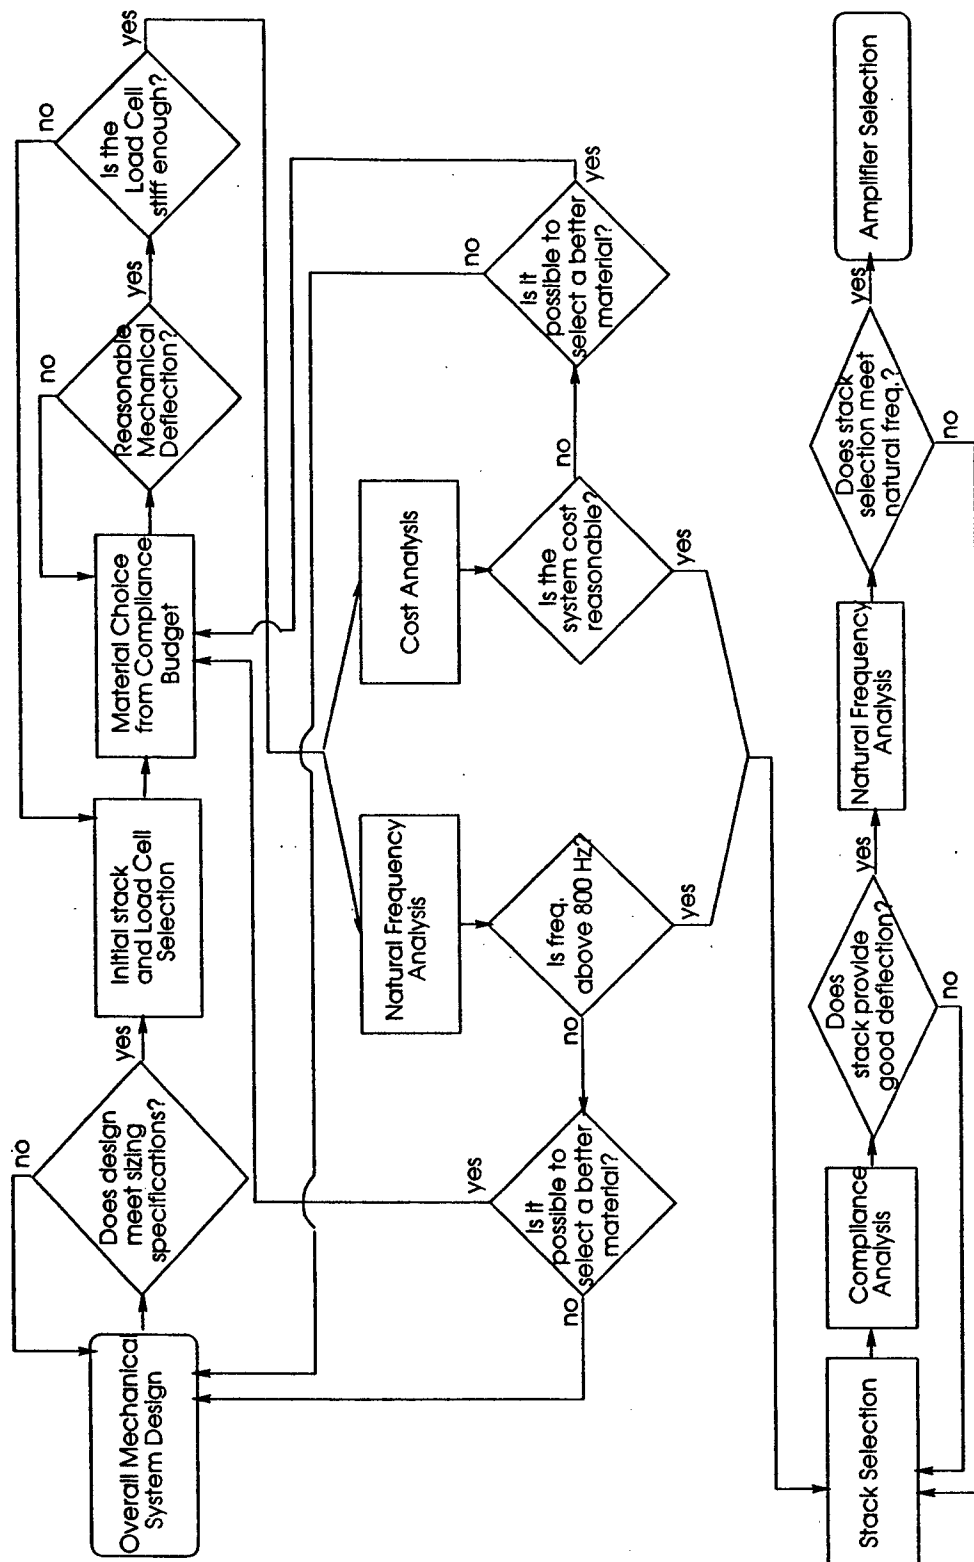 Overall Mechanical
System Design
no
Does design
meet sizing
specifications?
yes
Initial stack
and Load Cell
Selection
Material Choice
from Compliance
Budget
no
Reasonable
Mechanical
Deflection?
yes
no
Is the
Load Cell
stiff enough?
yes
no
Is it
possible to
select a better
material?
yes
no
Is freq.
above 800 Hz?
yes
Natural Frequency
Analysis
Cost Analysis
Is the
system cost
reasonable?
yes
no
Is it
possible to
select a better
material?
no
yes
Stack Selection
Compliance
Analysis
Does
stack provide
good deflection?
no
yes
Natural Frequency
Analysis
Does stack
selection meet
natural freq.?
no
yes
Amplifier Selection